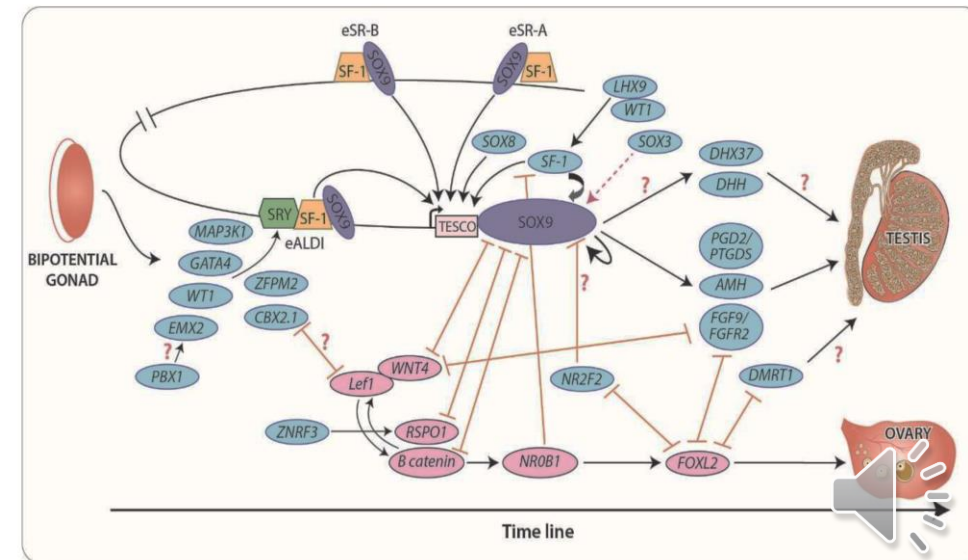 eSR-B
eSR-A
SF-1
SOX9
SOX9
SF-1
LHX9
WT1
SOX8
SOX3
SF-1
DHX37
?
?
DHH
SRY
SF-1
SOX9
TESCO
SOX9
MAP3K1
eALDI
TESTIS
BIPOTENTIAL
GONAD
GATA4
PGD2/
PTGDS
ZFPM2
WT1
AMH
?
CBX2.1
EMX2
FGF9/
FGFR2
?
?
?
PBX1
WNT4
Lef1
NR2F2
DMRT1
ZNRF3
RSPO1
OVARY
B catenin
NR0B1
FOXL2
Time line